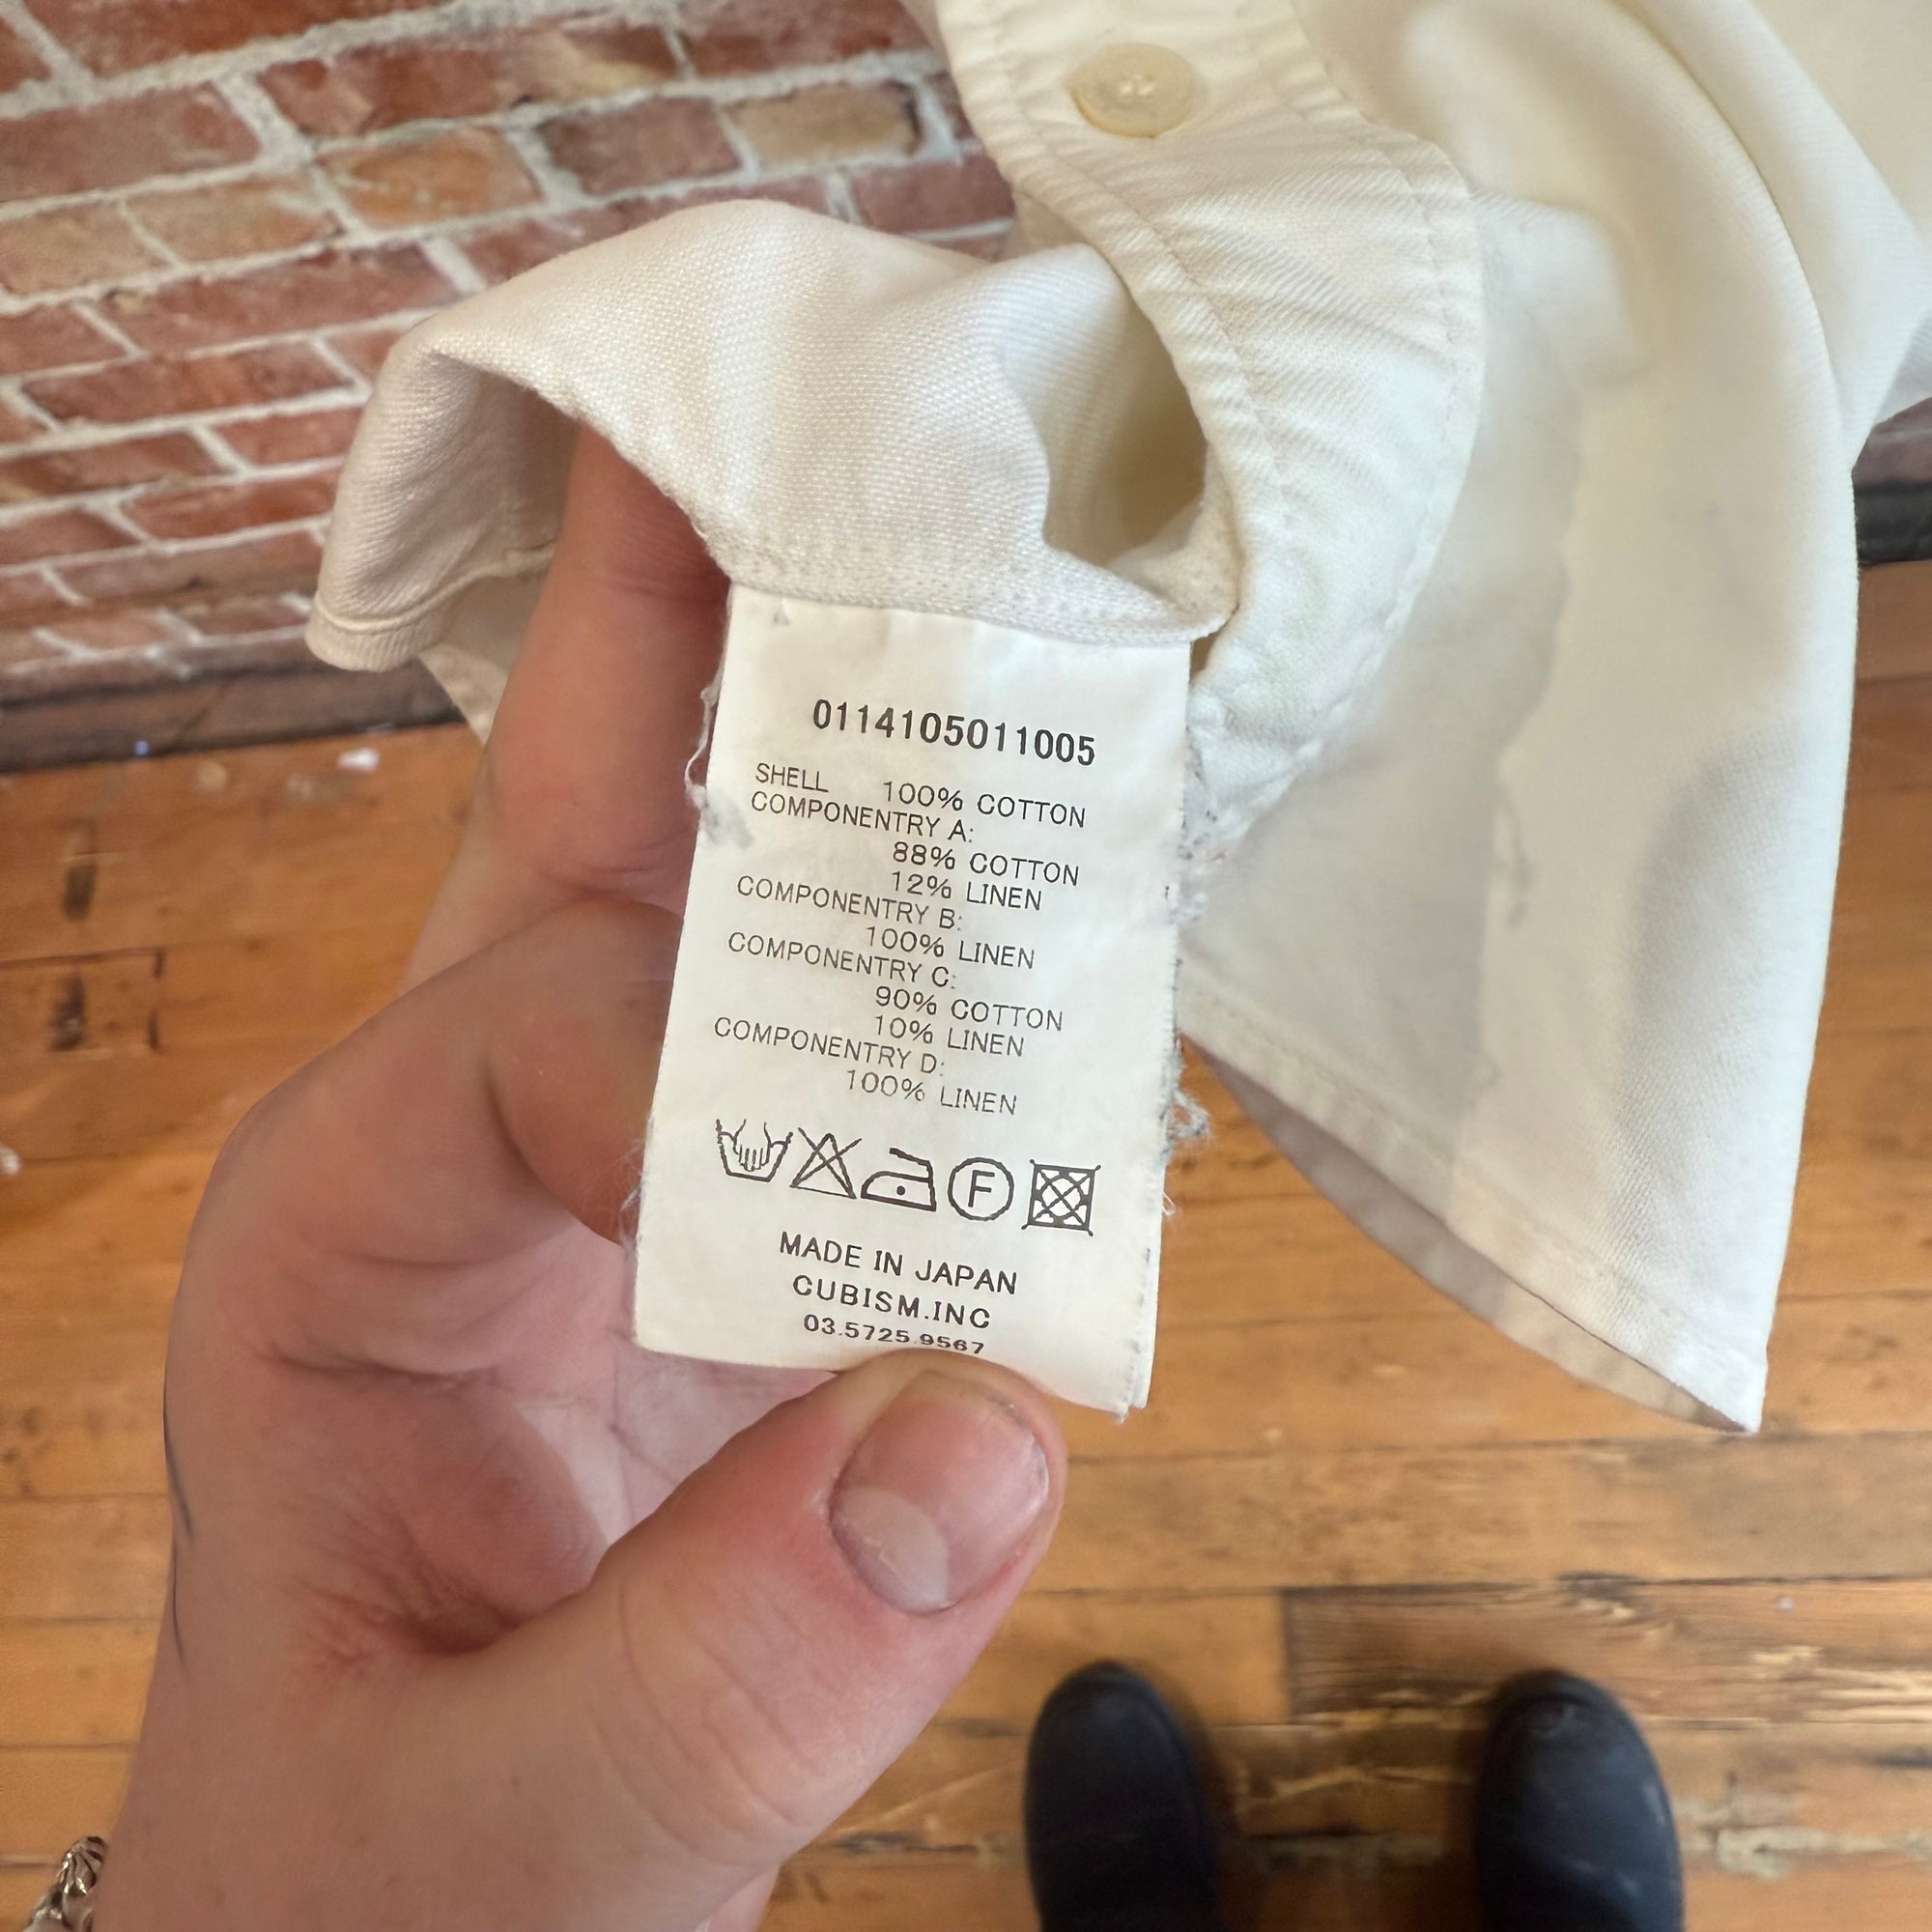 0114105011005
SHELL 100% COTTON
COMPONENTRY A:
88% COTTON
12% LINEN
COMPONENTRY B:
100% LINEN
COMPONENTRY C:
90% COTTON
10% LINEN
COMPONENTRY D:
100% LINEN
F
MADE IN JAPAN
CUBISM.INC
03.5725.9567